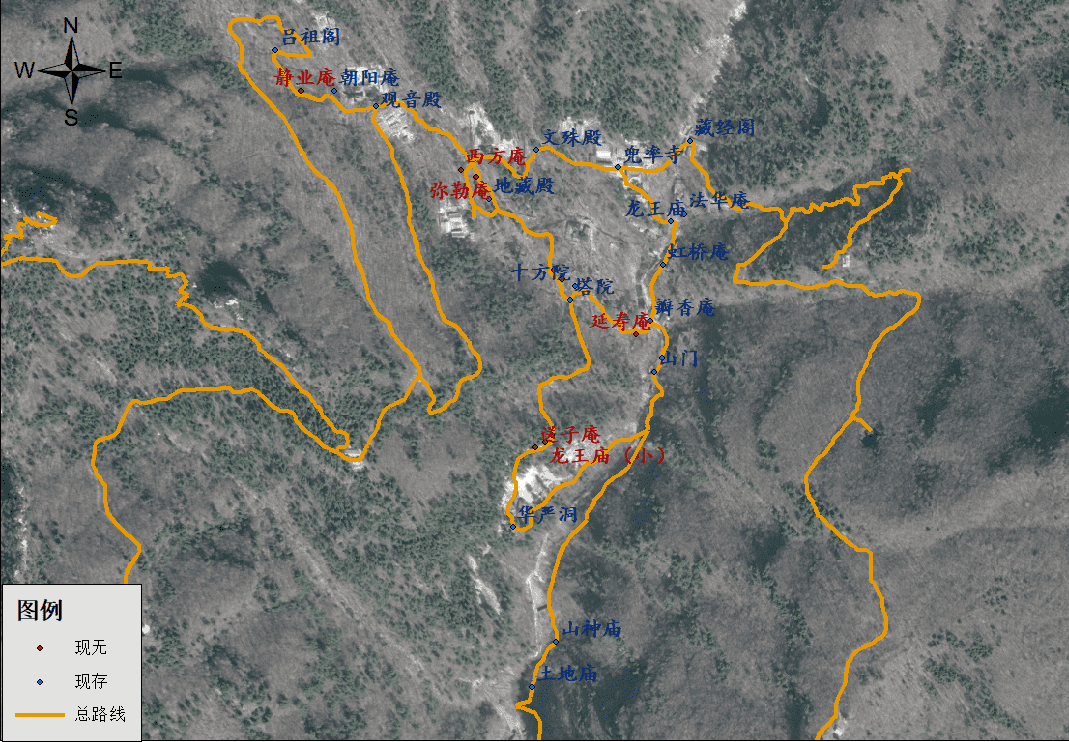 N
吕祖阁
W
E
静业庵
朝阳庵
观音殿
S
藏经阁
文殊殿
兜率寺
西方庵
弥勒庵
地藏殿
法华庵
龙王庙
虹桥庵
十方院
塔院
瓣香庵
延寿庵
山门
送子庵
龙王庙（小）
华严洞
图例
现无
现存
总路线
山神庙
土地庙